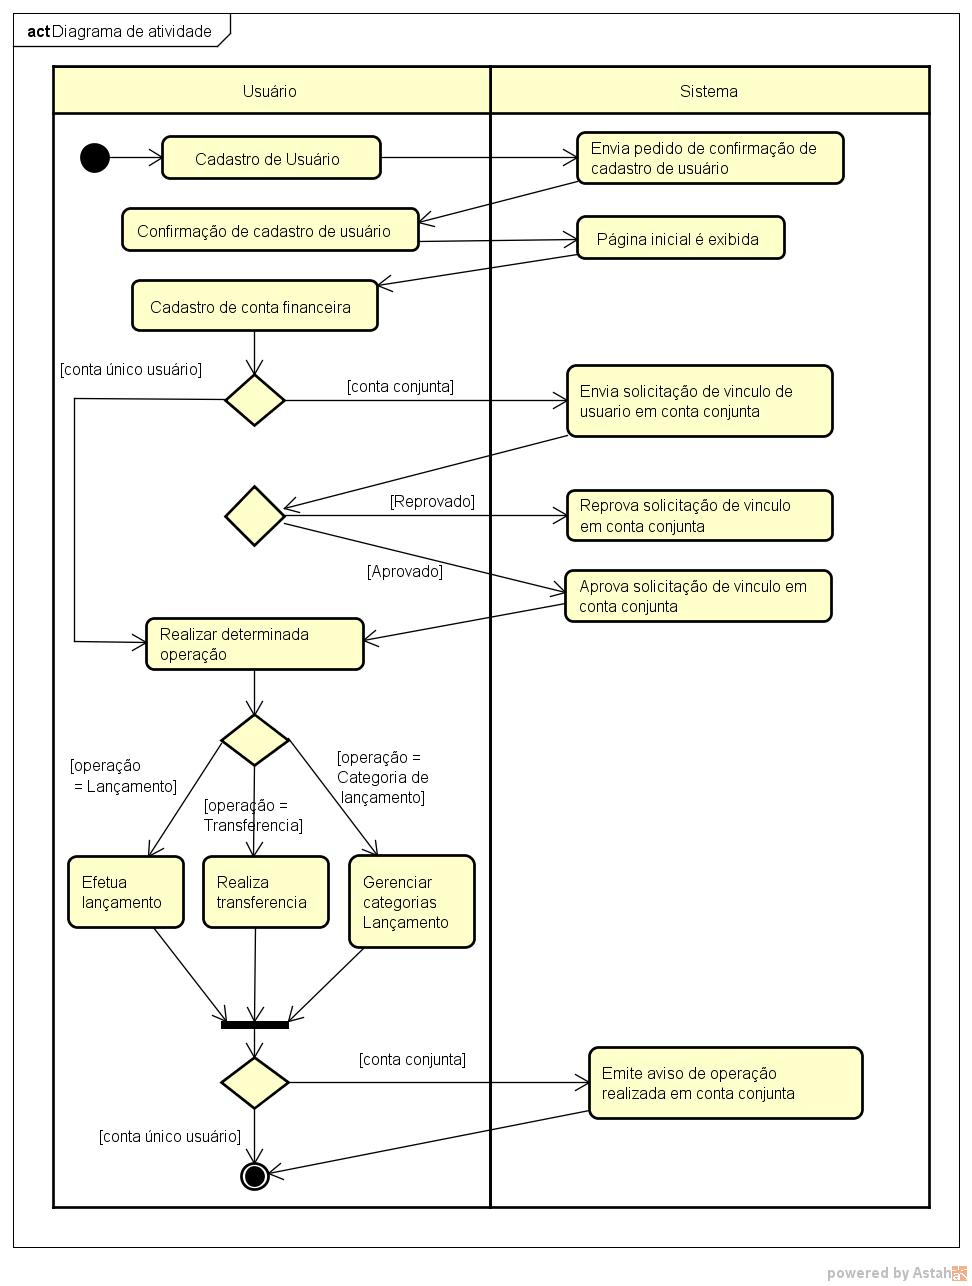 act Diagrama de atividade
Usuário
Sistema
Cadastro de Usuário
Envia pedido de confirmação de
cadastro de usuário
Confirmação de cadastro de usuário
Página inicial é exibida
Cadastro de conta financeira
[conta único usuário]
[conta conjunta]
Envia solicitação de vinculo de
usuario em conta conjunta
[Reprovado]
Reprova solicitação de vinculo
em conta conjunta
[Aprovado]
Aprova solicitação de vinculo em
conta conjunta
Realizar determinada
operação
[operação
= Lançamento]
[operação =
Transferencia]
[operação =
Categoria de
lançamento]
Efetua
lançamento
Realiza
transferencia
Gerenciar
categorias
Lançamento
[conta conjunta]
Emite aviso de operação
realizada em conta conjunta
[conta único usuário]
powered by Astah